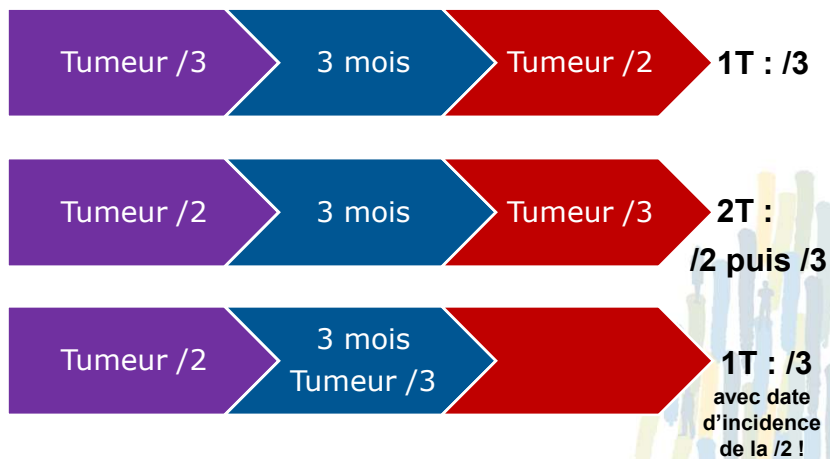 Tumeur /3
3 mois
Tumeur /2
1T : /3
Tumeur /2
3 mois
Tumeur /3
2T :
/2 puis /3
Tumeur /2
3 mois
Tumeur /3
1T : /3
avec date
d'incidence
de la /2 !